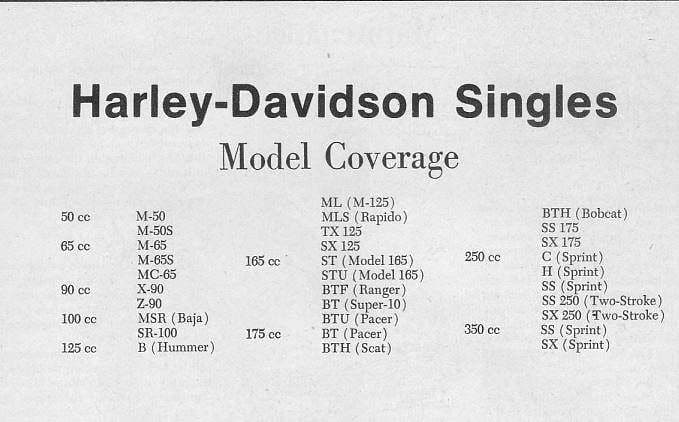 Harley-Davidson Singles
Model Coverage
50 cc M-50
M-50S
65 cc M-65
M-65S
MC-65
90 cc X-90
Z-90
100 cc MSR (Baja)
SR-100
125 cc B (Hummer)
ML (M-125)
MLS (Rapido)
TX 125
SX 125
165 cc ST (Model 165)
STU (Model 165)
BTF (Ranger)
BT (Super-10)
BTU (Pacer)
175 cc BT (Pacer)
BTH (Scat)
BTH (Bobcat)
SS 175
SX 175
250 cc C (Sprint)
H (Sprint)
SS (Sprint)
SS 250 (Two-Stroke)
SX 250 (Two-Stroke)
350 cc SS (Sprint)
SX (Sprint)